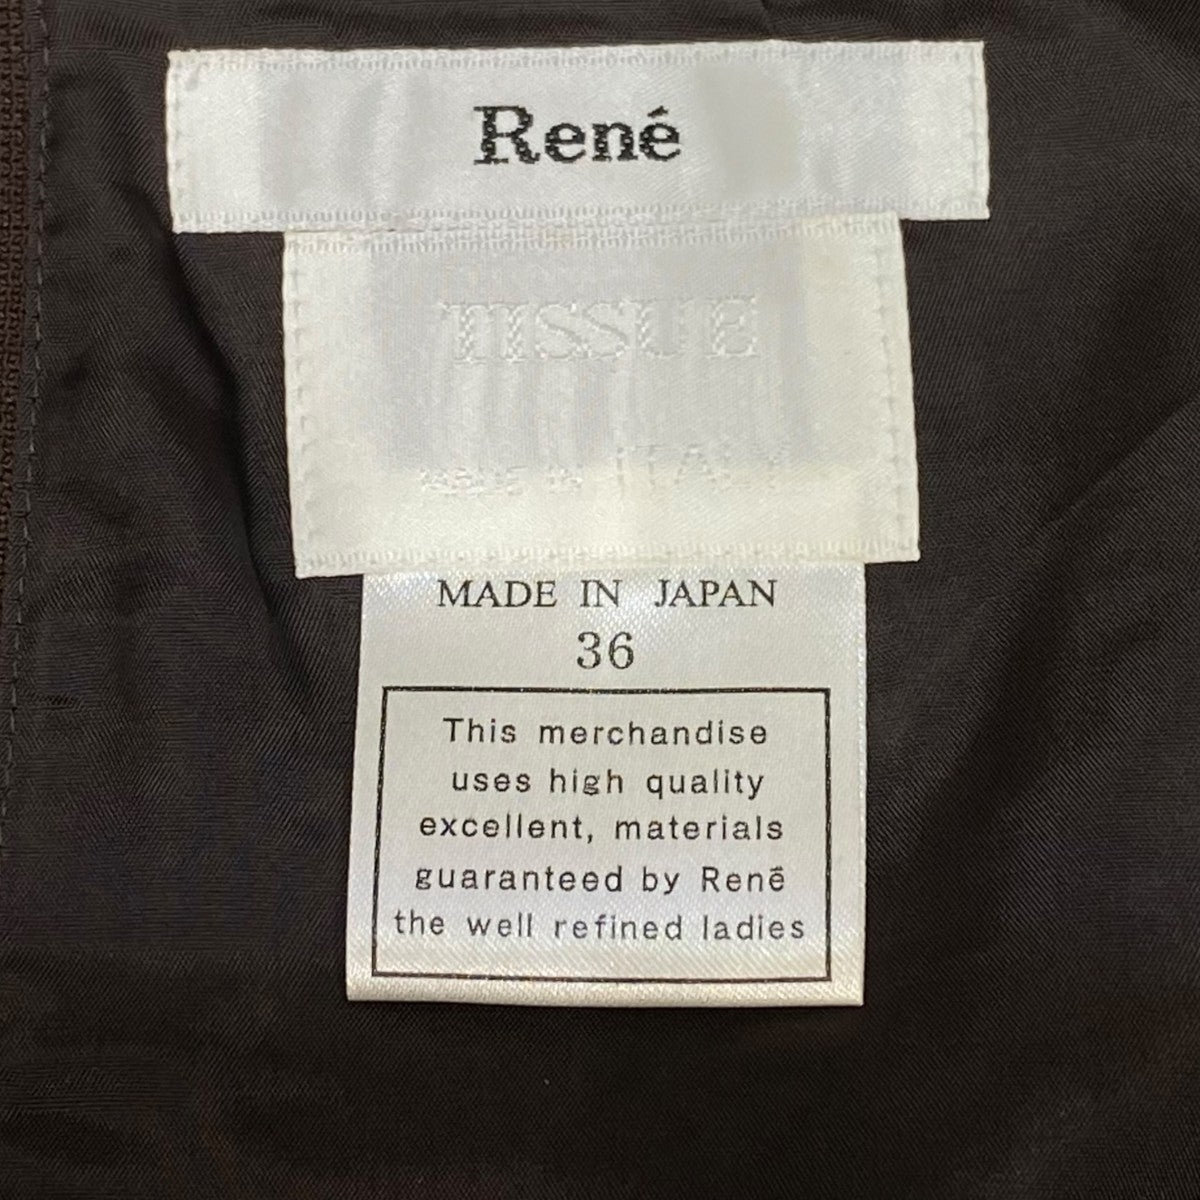 René
TISSUE
MADE IN ITALY
MADE IN JAPAN
36
This merchandise
uses high quality
excellent, materials
guaranteed by René
the well refined ladies